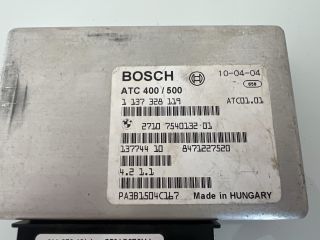 BOSCH 10-04-04
ATC 400 / 500 058
1 137 328 119 ATC01.01
2710 7540132-01
137744 10 8471227520
4.2 1.1
PA3B1504C167 Made in HUNGARY